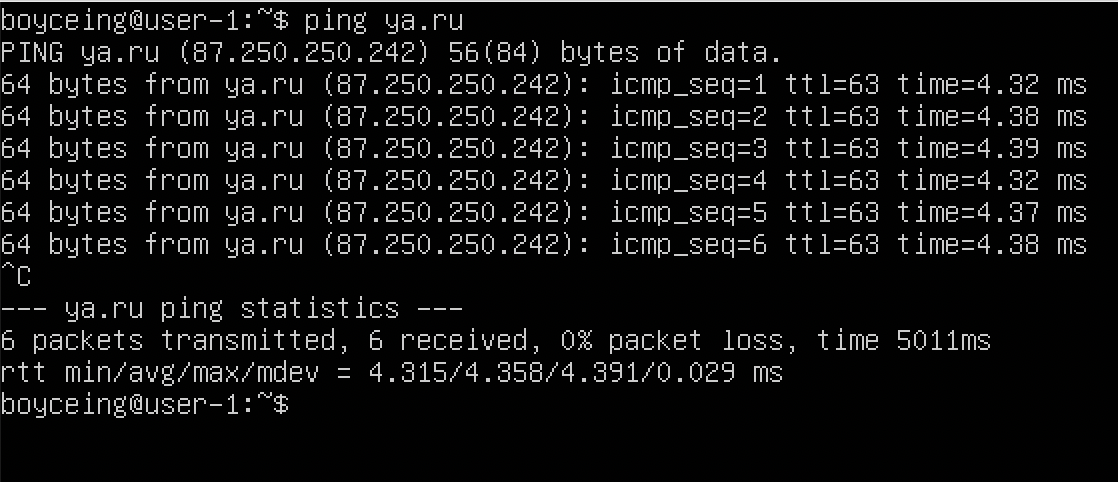 boyceing@user-1:~$ ping ya.ru
PING ya.ru (87.250.250.242) 56(84) bytes of data.
64 bytes from ya.ru (87.250.250.242): icmp_seq=1 ttl=63 time=4.32 ms
64 bytes from ya.ru (87.250.250.242): icmp_seq=2 ttl=63 time=4.38 ms
64 bytes from ya.ru (87.250.250.242): icmp_seq=3 ttl=63 time=4.39 ms
64 bytes from ya.ru (87.250.250.242): icmp_seq=4 ttl=63 time=4.32 ms
64 bytes from ya.ru (87.250.250.242): icmp_seq=5 ttl=63 time=4.37 ms
64 bytes from ya.ru (87.250.250.242): icmp_seq=6 ttl=63 time=4.38 ms
^C
--- ya.ru ping statistics ---
6 packets transmitted, 6 received, 0% packet loss, time 5011ms
rtt min/avg/max/mdev = 4.315/4.358/4.391/0.029 ms
boyceing@user-1:~$